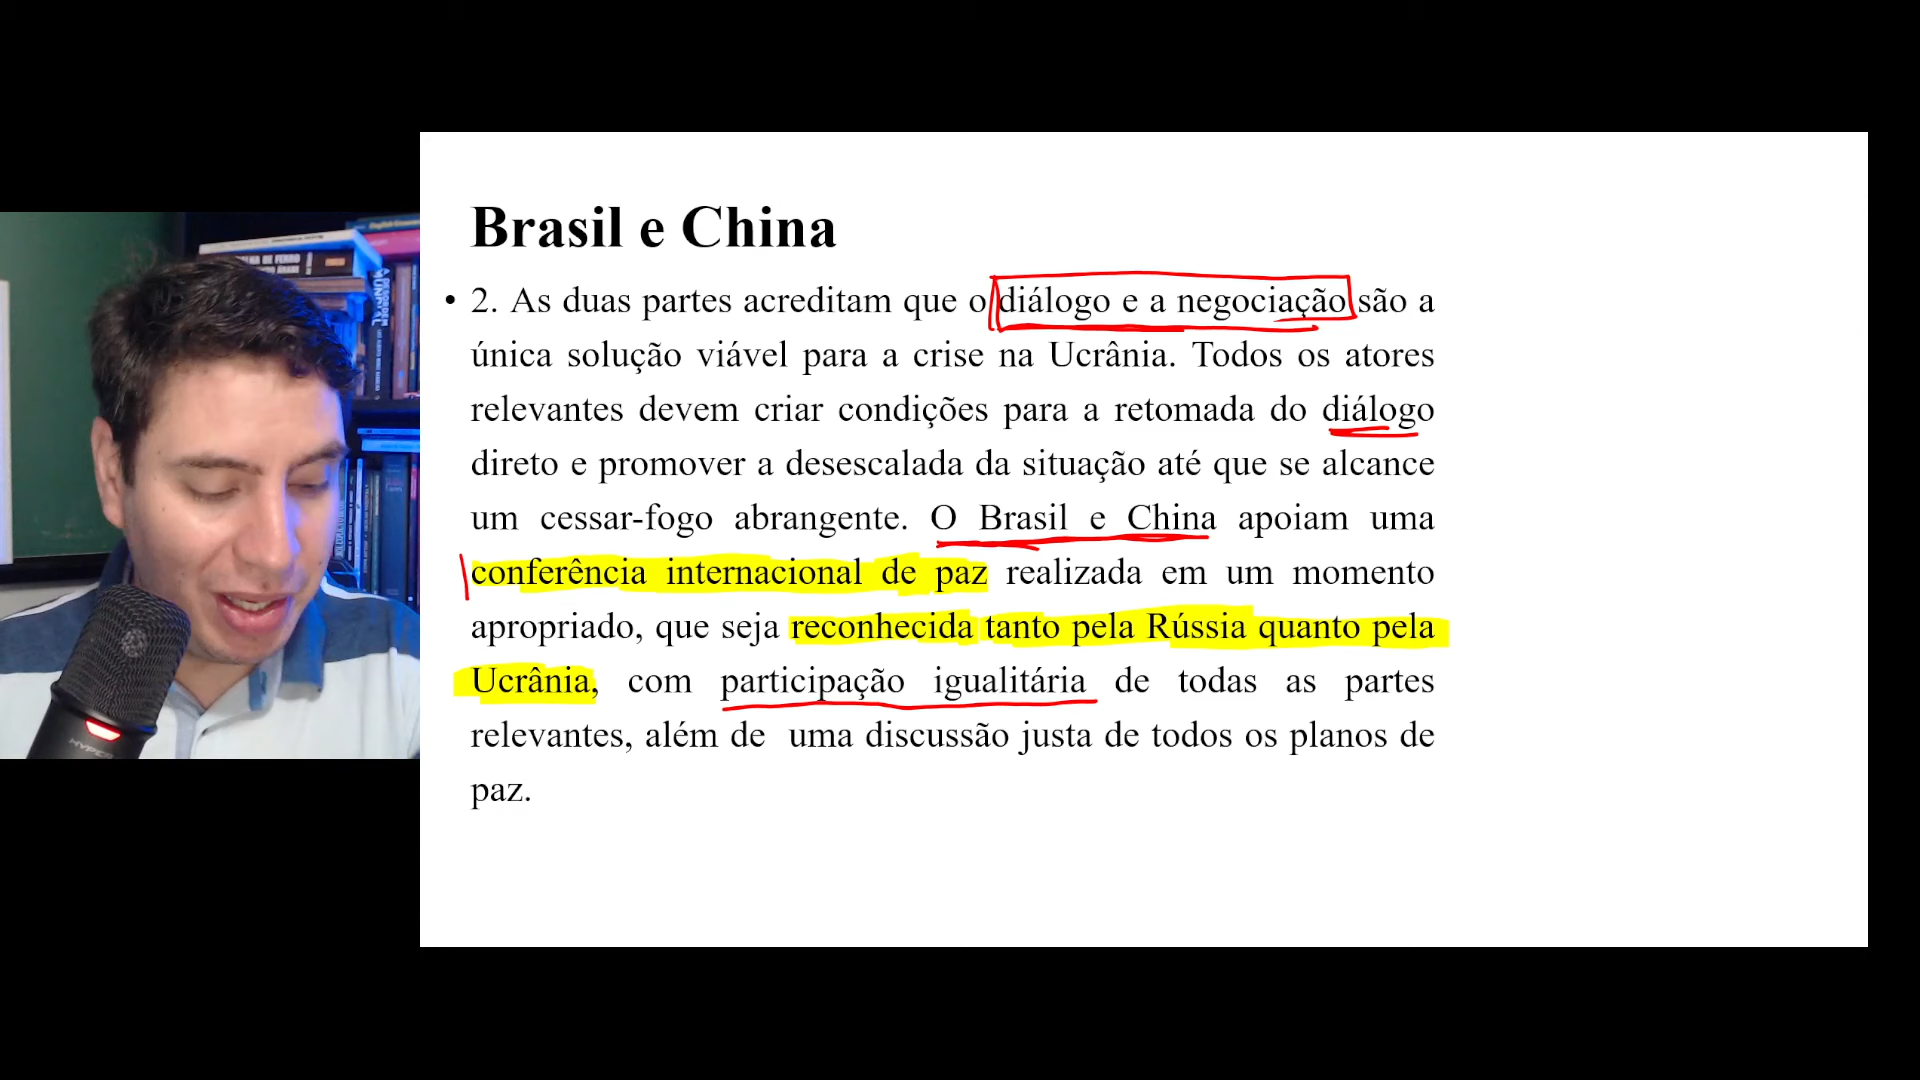 Brasil e China
• 2. As duas partes acreditam que o diálogo e a negociação são a
única solução viável para a crise na Ucrânia. Todos os atores
relevantes devem criar condições para a retomada do diálogo
direto e promover a desescalada da situação até que se alcance
um cessar-fogo abrangente. O Brasil e China apoiam uma
conferência internacional de paz realizada em um momento
apropriado, que seja reconhecida tanto pela Rússia quanto pela
Ucrânia, com participação igualitária de todas as partes
relevantes, além de  uma discussão justa de todos os planos de
paz.